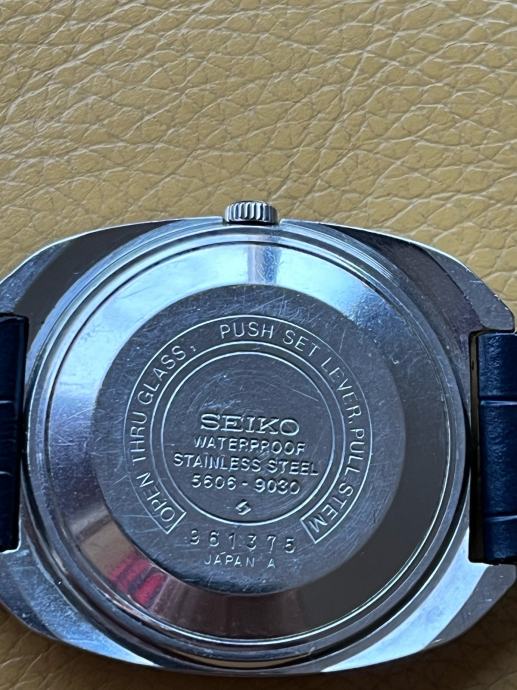 OPEN THRU GLASS: PUSH SET LEVER, PULL STEM
SEIKO
WATERPROOF
STAINLESS STEEL
5606-9030
961375
JAPAN A